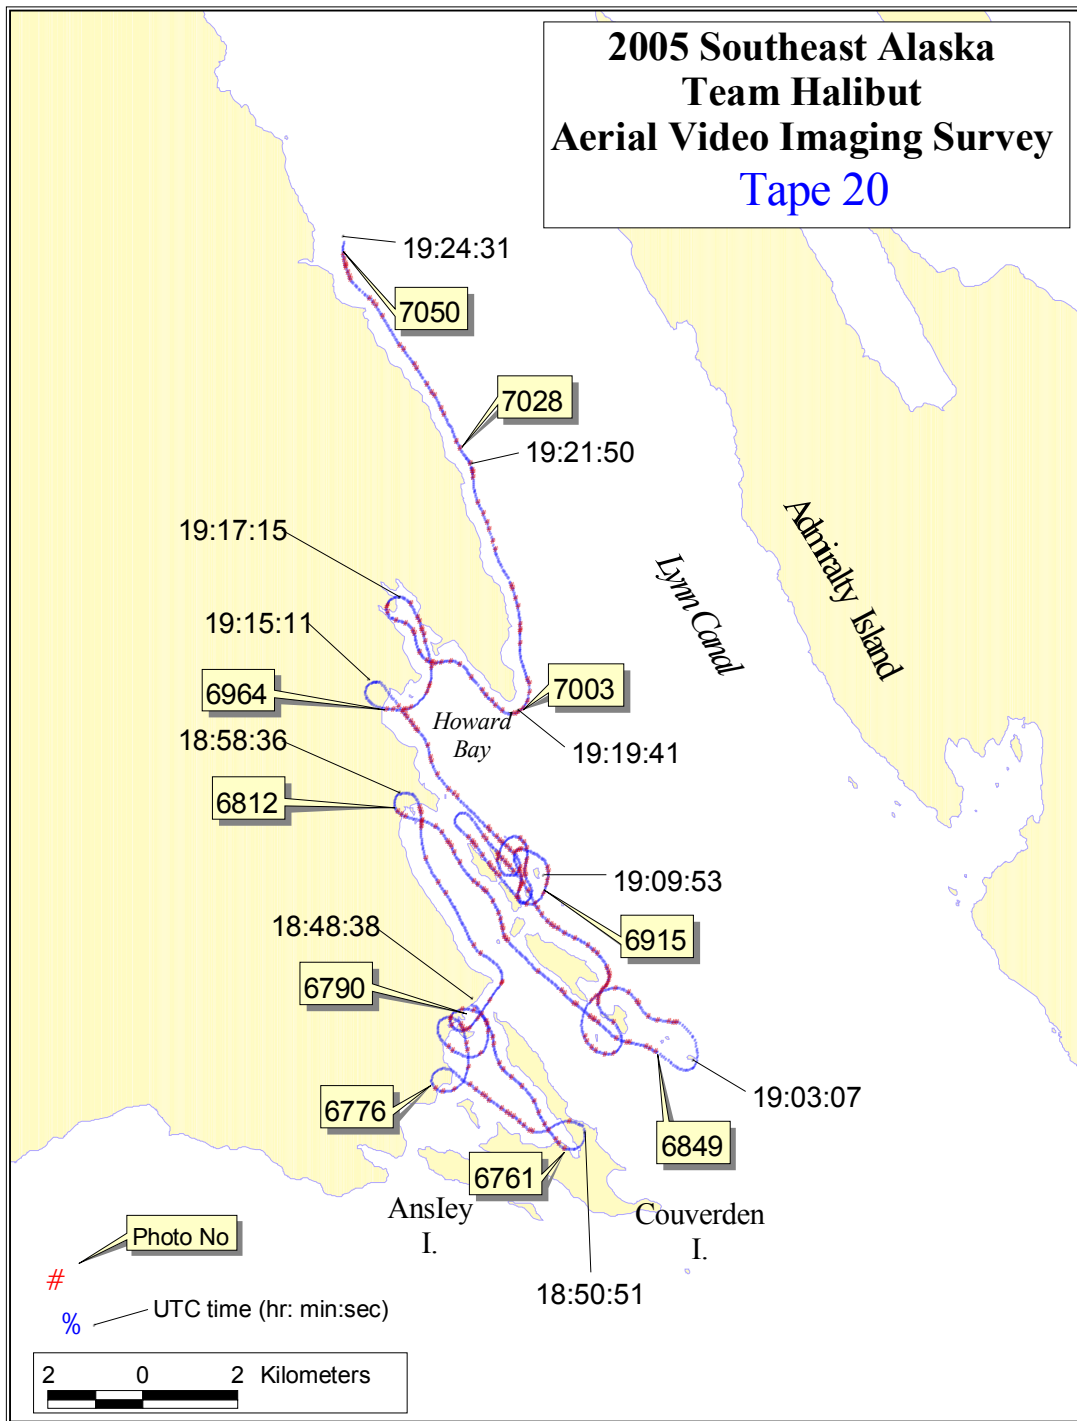 2005 Southeast Alaska
Team Halibut
Aerial Video Imaging Survey
Tape 20
19:24:31
7050
7028
19:21:50
19:17:15
Lynn Canal
Admiralty Island
19:15:11
6964
7003
Howard
Bay
19:19:41
18:58:36
6812
19:09:53
18:48:38
6915
6790
19:03:07
6776
6849
6761
Ansley
I.
Couverden
I.
Photo No
#
18:50:51
% UTC time (hr: min:sec)
2 0 2 Kilometers